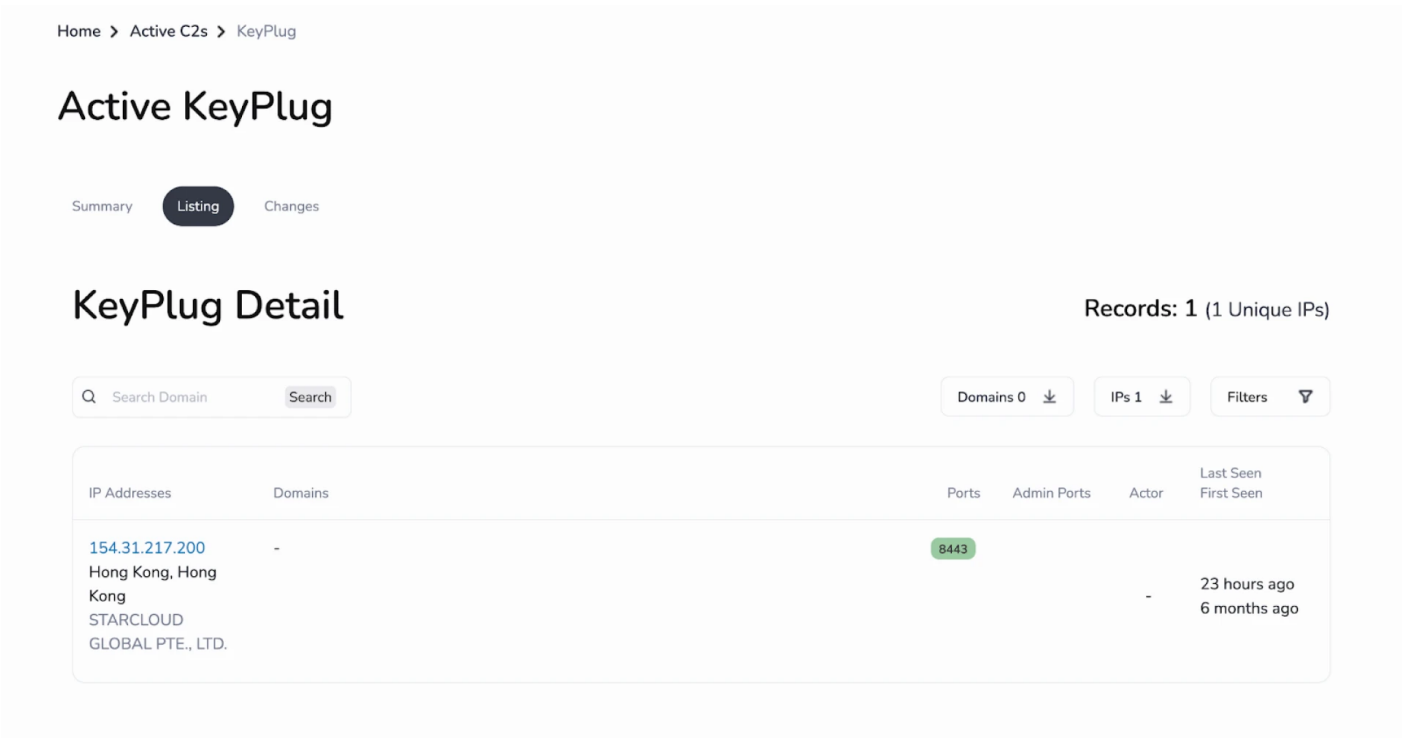 Home > Active C2s > KeyPlug
Active KeyPlug
Summary Listing Changes
KeyPlug Detail
Records: 1 (1 Unique IPs)
Search Domain Search
Domains 0 IPs 1 Filters
IP Addresses Domains Ports Admin Ports Actor Last Seen
First Seen
154.31.217.200 - 8443
Hong Kong, Hong
Kong
STARCLOUD
GLOBAL PTE., LTD.
-
23 hours ago
6 months ago